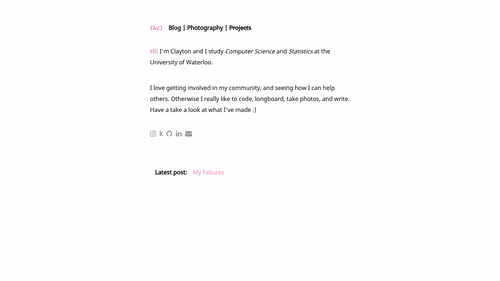 {λc} Blog | Photography | Projects
Hi! I'm Clayton and I study Computer Science and Statistics at the
University of Waterloo.
I love getting involved in my community, and seeing how I can help
others. Otherwise I really like to code, longboard, take photos, and write.
Have a take a look at what I've made :)
k in
Latest post: My Failures